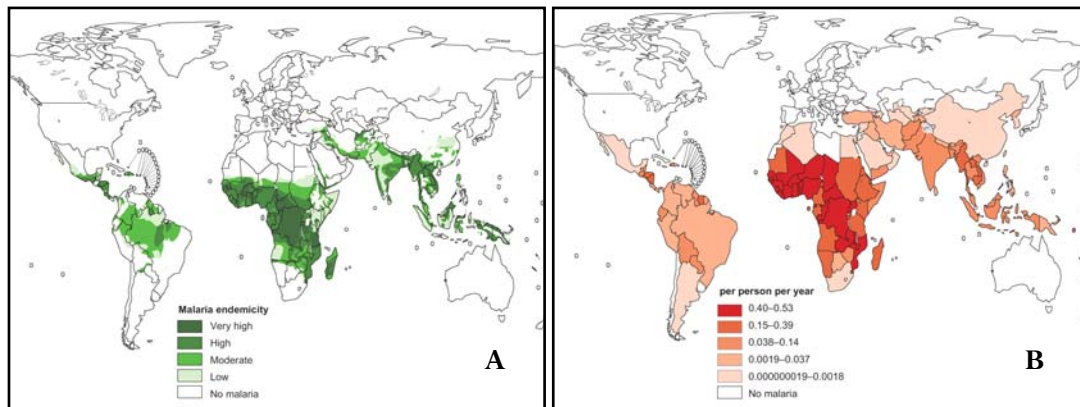 Malaria endemicity
Very high
High
Moderate
Low
No malaria
A
per person per year
0.40–0.53
0.15–0.39
0.038–0.14
0.0019–0.037
0.000000019–0.0018
No malaria
B